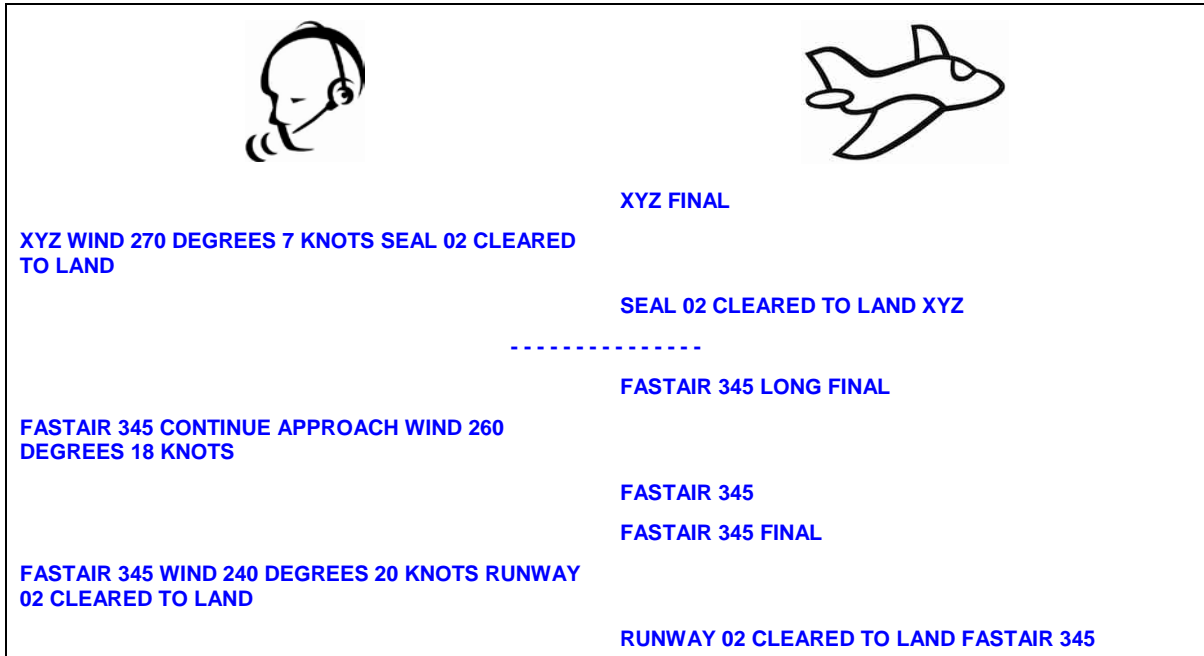 XYZ FINAL
XYZ WIND 270 DEGREES 7 KNOTS SEAL 02 CLEARED
TO LAND
SEAL 02 CLEARED TO LAND XYZ
- - - - - - - - - - - - - - -
FASTAIR 345 LONG FINAL
FASTAIR 345 CONTINUE APPROACH WIND 260
DEGREES 18 KNOTS
FASTAIR 345
FASTAIR 345 FINAL
FASTAIR 345 WIND 240 DEGREES 20 KNOTS RUNWAY
02 CLEARED TO LAND
RUNWAY 02 CLEARED TO LAND FASTAIR 345